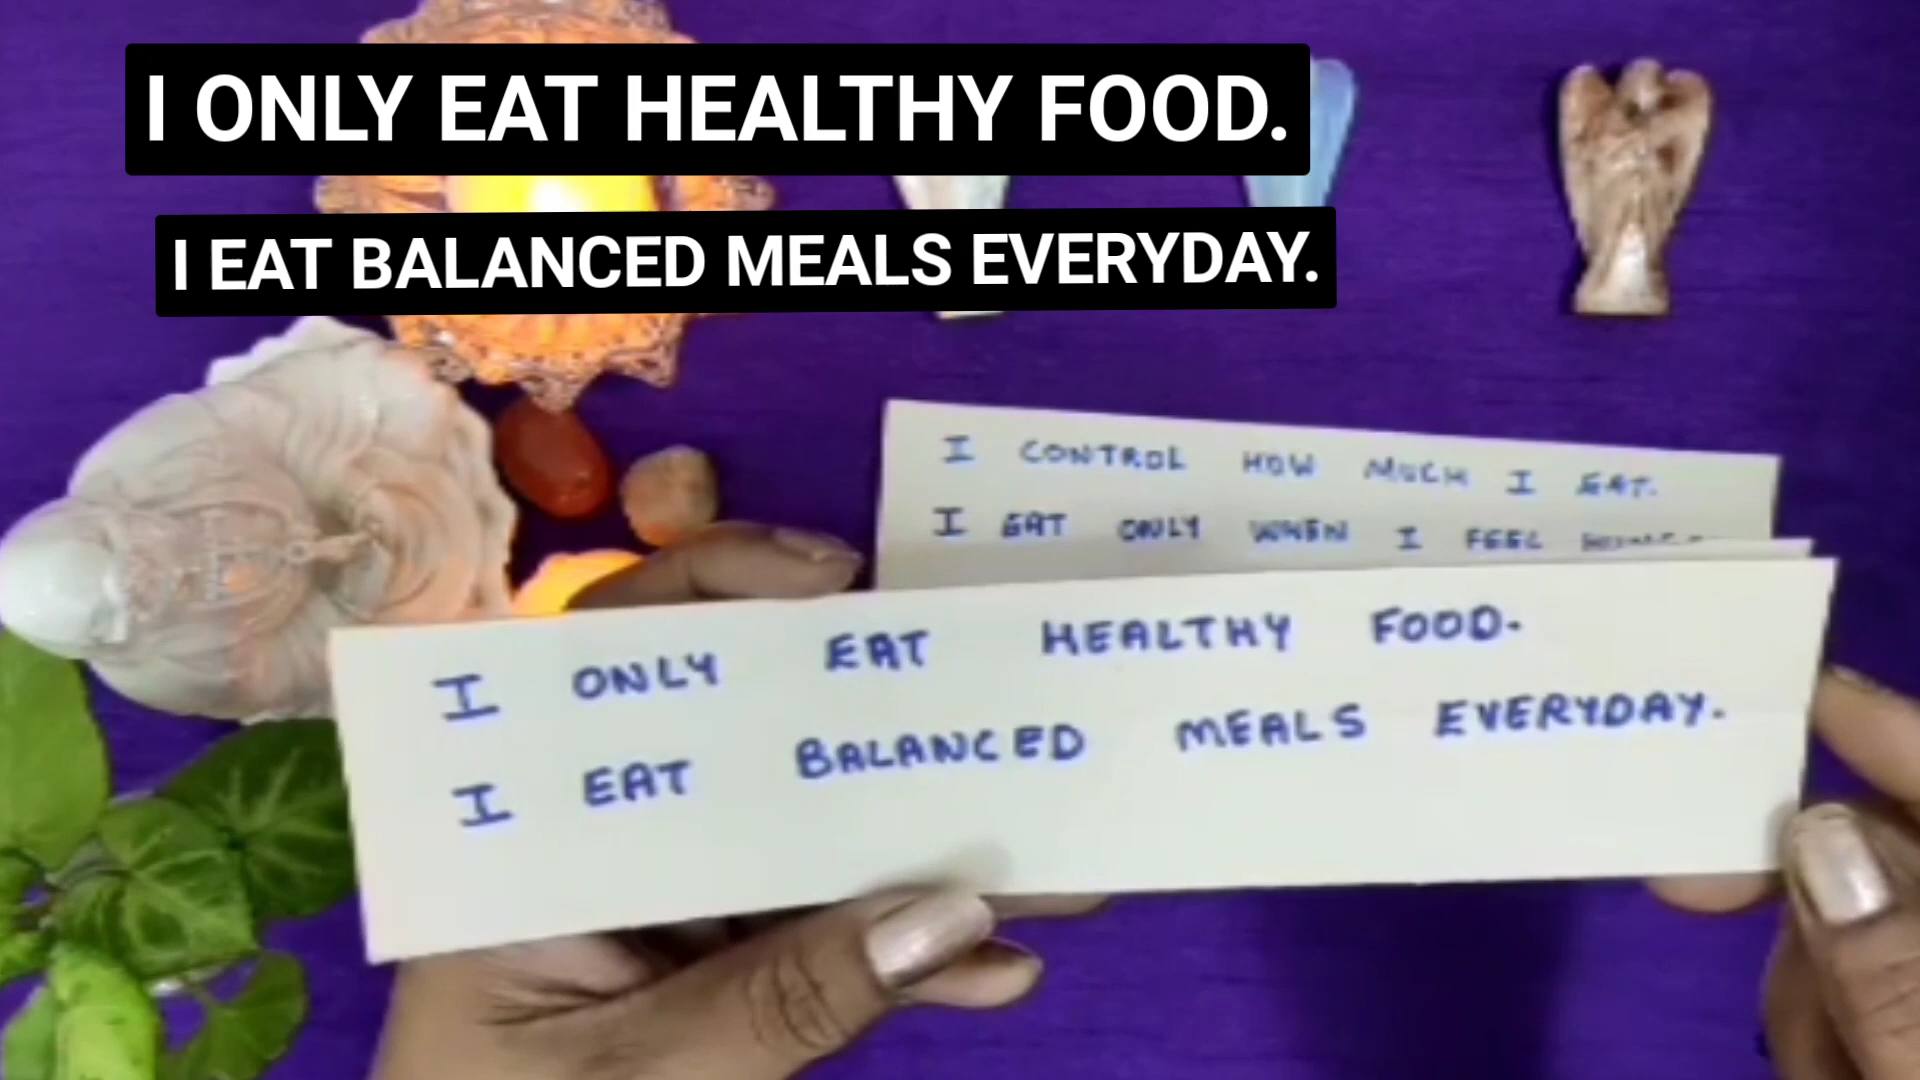 I ONLY EAT HEALTHY FOOD.
I EAT BALANCED MEALS EVERYDAY.
I CONTROL HOW MUCH I EAT.
I EAT ONLY WHEN I FEEL
I ONLY EAT HEALTHY FOOD.
I EAT BALANCED MEALS EVERYDAY.